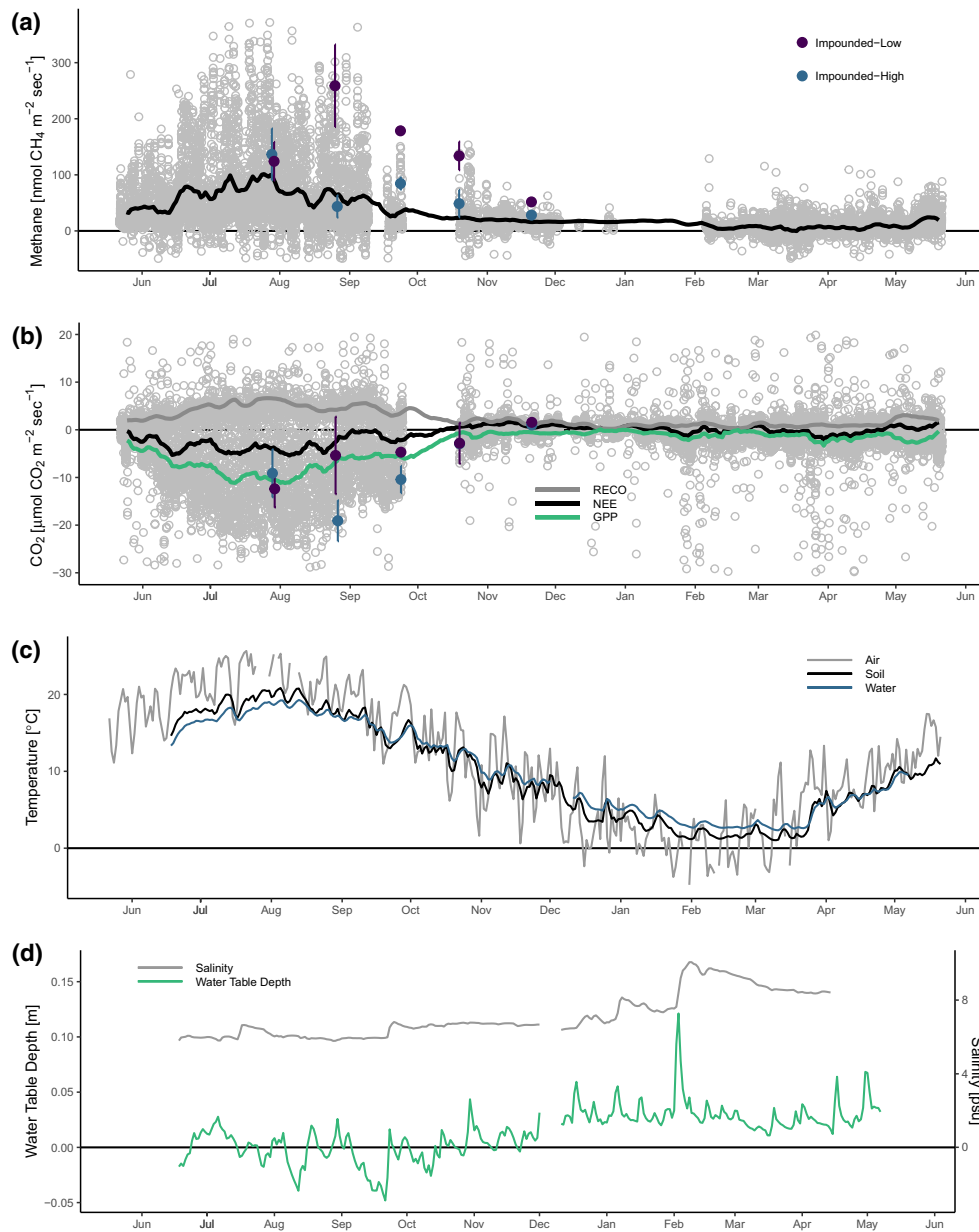 (a)
Methane [nmol CH4 m−2 sec−1]
300
200
100
0
Impounded−Low
Impounded−High
Jun Jul Aug Sep Oct Nov Dec Jan Feb Mar Apr May Jun
(b)
CO2 [µmol CO2 m−2 sec−1]
20
10
0
−10
−20
−30
RECO
NEE
GPP
Jun Jul Aug Sep Oct Nov Dec Jan Feb Mar Apr May Jun
(c)
Temperature [°C]
20
10
0
Air
Soil
Water
Jun Jul Aug Sep Oct Nov Dec Jan Feb Mar Apr May Jun
(d)
Water Table Depth [m]
0.15
0.10
0.05
0.00
−0.05
Salinity
Water Table Depth
8
4
0
Salinity [psu]
Jun Jul Aug Sep Oct Nov Dec Jan Feb Mar Apr May Jun